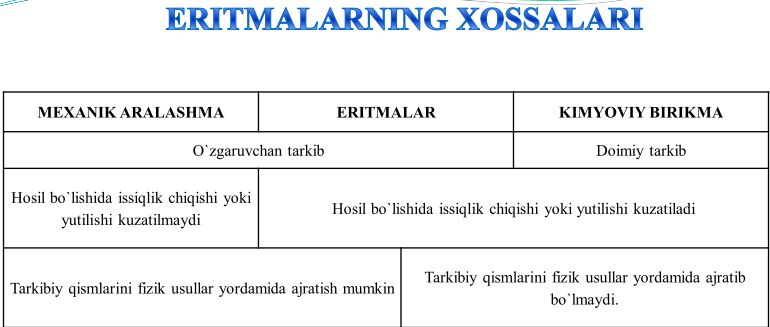 ERITMALARNING XOSSALARI
MEXANIK ARALASHMA
ERITMALAR
KIMYOVIY BIRIKMA
O`zgaruvchan tarkib
Doimiy tarkib
Hosil bo`lishida issiqlik chiqishi yoki
yutilishi kuzatilmaydi
Hosil bo`lishida issiqlik chiqishi yoki yutilishi kuzatiladi
Tarkibiy qismlarini fizik usullar yordamida ajratish mumkin
Tarkibiy qismlarini fizik usullar yordamida ajratib
bo`lmaydi.